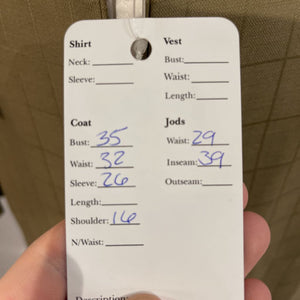 Shirt
Neck:
Sleeve:
Vest
Bust:
Waist:
Length:
Coat
Bust: 35
Waist: 32
Sleeve: 26
Length:
Shoulder: 16
N/Waist:
Jods
Waist: 29
Inseam: 39
Outseam:
Description: